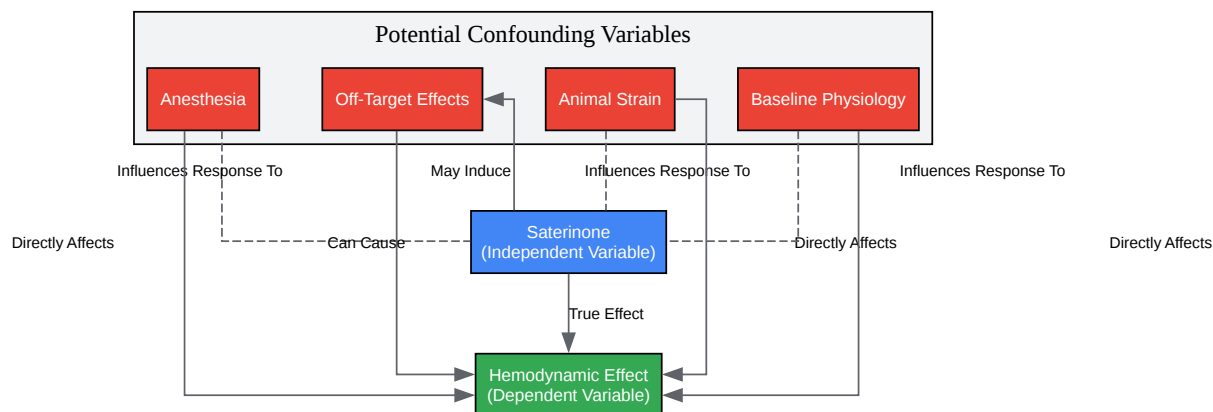 Potential Confounding Variables
Anesthesia
Off-Target Effects
Animal Strain
Baseline Physiology
Influences Response To
May Induce
Influences Response To
Influences Response To
Saterinone
(Independent Variable)
Directly Affects
Can Cause
Directly Affects
Directly Affects
True Effect
Hemodynamic Effect
(Dependent Variable)